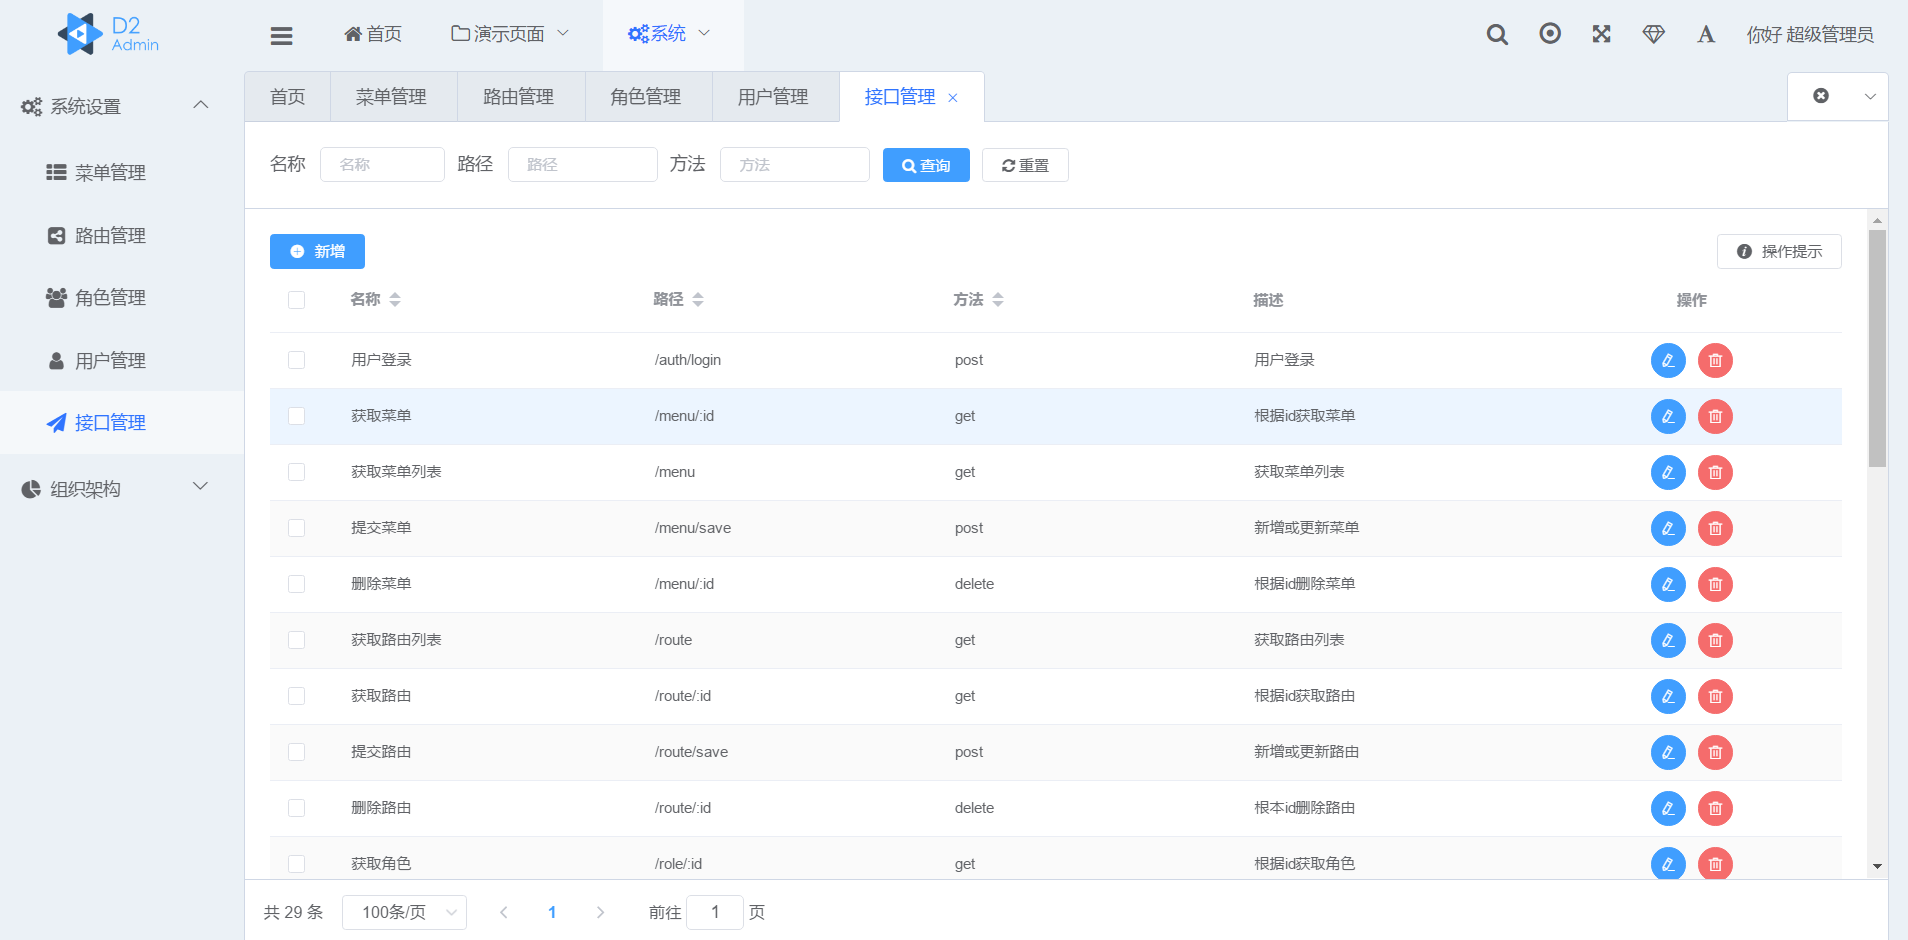 D2 Admin
首页 演示页面 系统 你好 超级管理员
系统设置
菜单管理
路由管理
角色管理
用户管理
接口管理
组织架构
首页 菜单管理 路由管理 角色管理 用户管理 接口管理
名称 名称 路径 路径 方法 方法 查询 重置
新增 操作提示
名称 路径 方法 描述 操作
用户登录 /auth/login post 用户登录
获取菜单 /menu/:id get 根据id获取菜单
获取菜单列表 /menu get 获取菜单列表
提交菜单 /menu/save post 新增或更新菜单
删除菜单 /menu/:id delete 根据id删除菜单
获取路由列表 /route get 获取路由列表
获取路由 /route/:id get 根据id获取路由
提交路由 /route/save post 新增或更新路由
删除路由 /route/:id delete 根本id删除路由
获取角色 /role/:id get 根据id获取角色
共 29 条 100条/页 1 前往 1 页